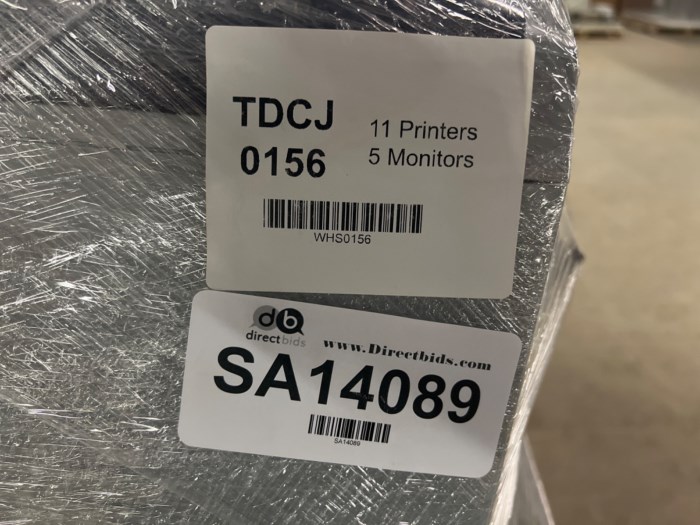 TDCJ
0156
11 Printers
5 Monitors
WHS0156
db
directbids
www.Directbids.com
SA14089
SA14089